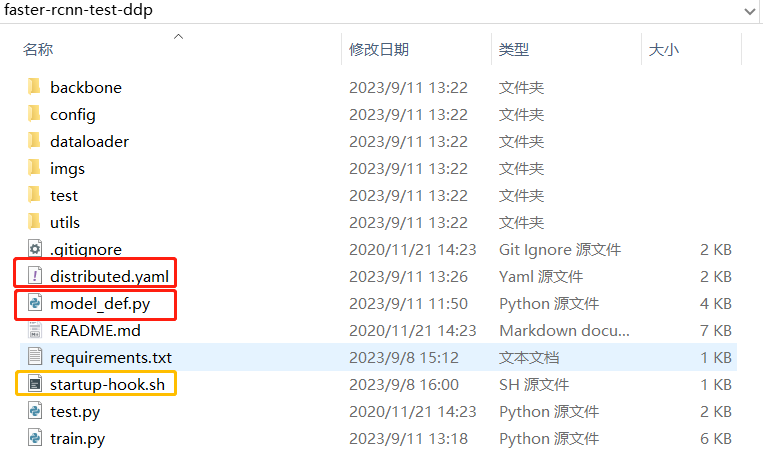 faster-rcnn-test-ddp
名称 修改日期 类型 大小
backbone 2023/9/11 13:22 文件夹
config 2023/9/11 13:22 文件夹
dataloader 2023/9/11 13:22 文件夹
imgs 2023/9/11 13:22 文件夹
test 2023/9/11 13:22 文件夹
utils 2023/9/11 13:22 文件夹
.gitignore 2020/11/21 14:23 Git Ignore 源文件 2 KB
distributed.yaml 2023/9/11 13:26 Yaml 源文件 2 KB
model_def.py 2023/9/11 11:50 Python 源文件 4 KB
README.md 2020/11/21 14:23 Markdown docu... 7 KB
requirements.txt 2023/9/8 15:12 文本文档 1 KB
startup-hook.sh 2023/9/8 16:00 SH 源文件 1 KB
test.py 2020/11/21 14:23 Python 源文件 2 KB
train.py 2023/9/11 13:18 Python 源文件 6 KB